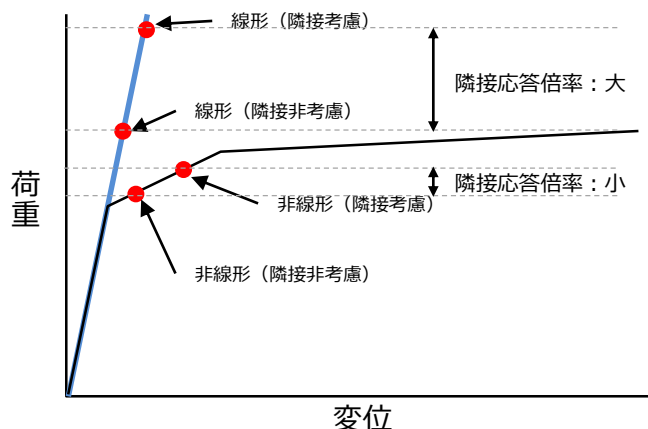 線形（隣接考慮）
隣接応答倍率：大
線形（隣接非考慮）
荷重
隣接応答倍率：小
非線形（隣接考慮）
非線形（隣接非考慮）
変位